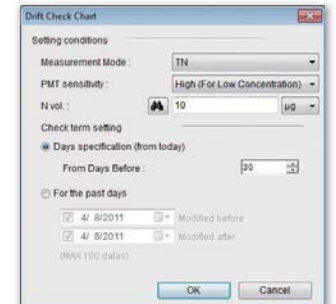 Drift Check Chart
Setting conditions
Measurement Mode : TN
PMT sensitivity : High (For Low Concentration)
N vol. : 10 µg
Check term setting
Days specification (from today)
From Days Before : 30
For the past days
4/ 8/2011 Modified before
4/ 8/2011 Modified after
(MAX 100 datas)
OK Cancel